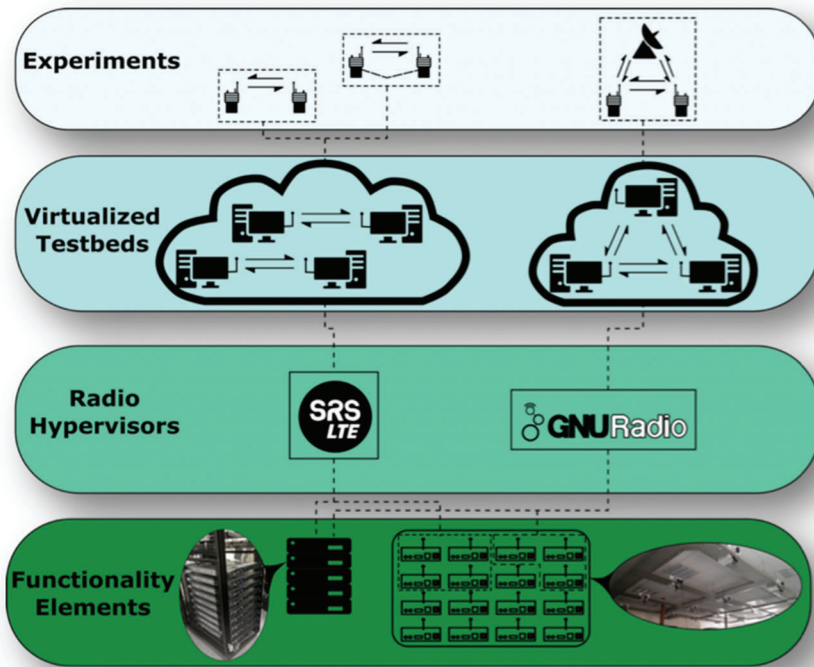 Experiments
Virtualized
Testbeds
Radio
Hypervisors
SRS
LTE
GNURadio
Functionality
Elements